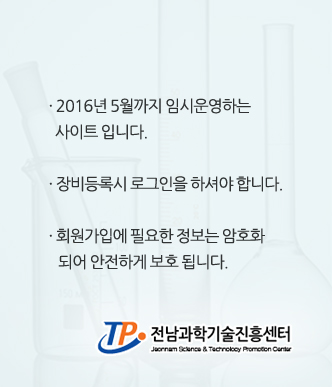 · 2016년 5월까지 임시운영하는
사이트 입니다.
· 장비등록시 로그인을 하셔야 합니다.
· 회원가입에 필요한 정보는 암호화
되어 안전하게 보호 됩니다.
TP 전남과학기술진흥센터
Jeonnam Science & Technology Promotion Center